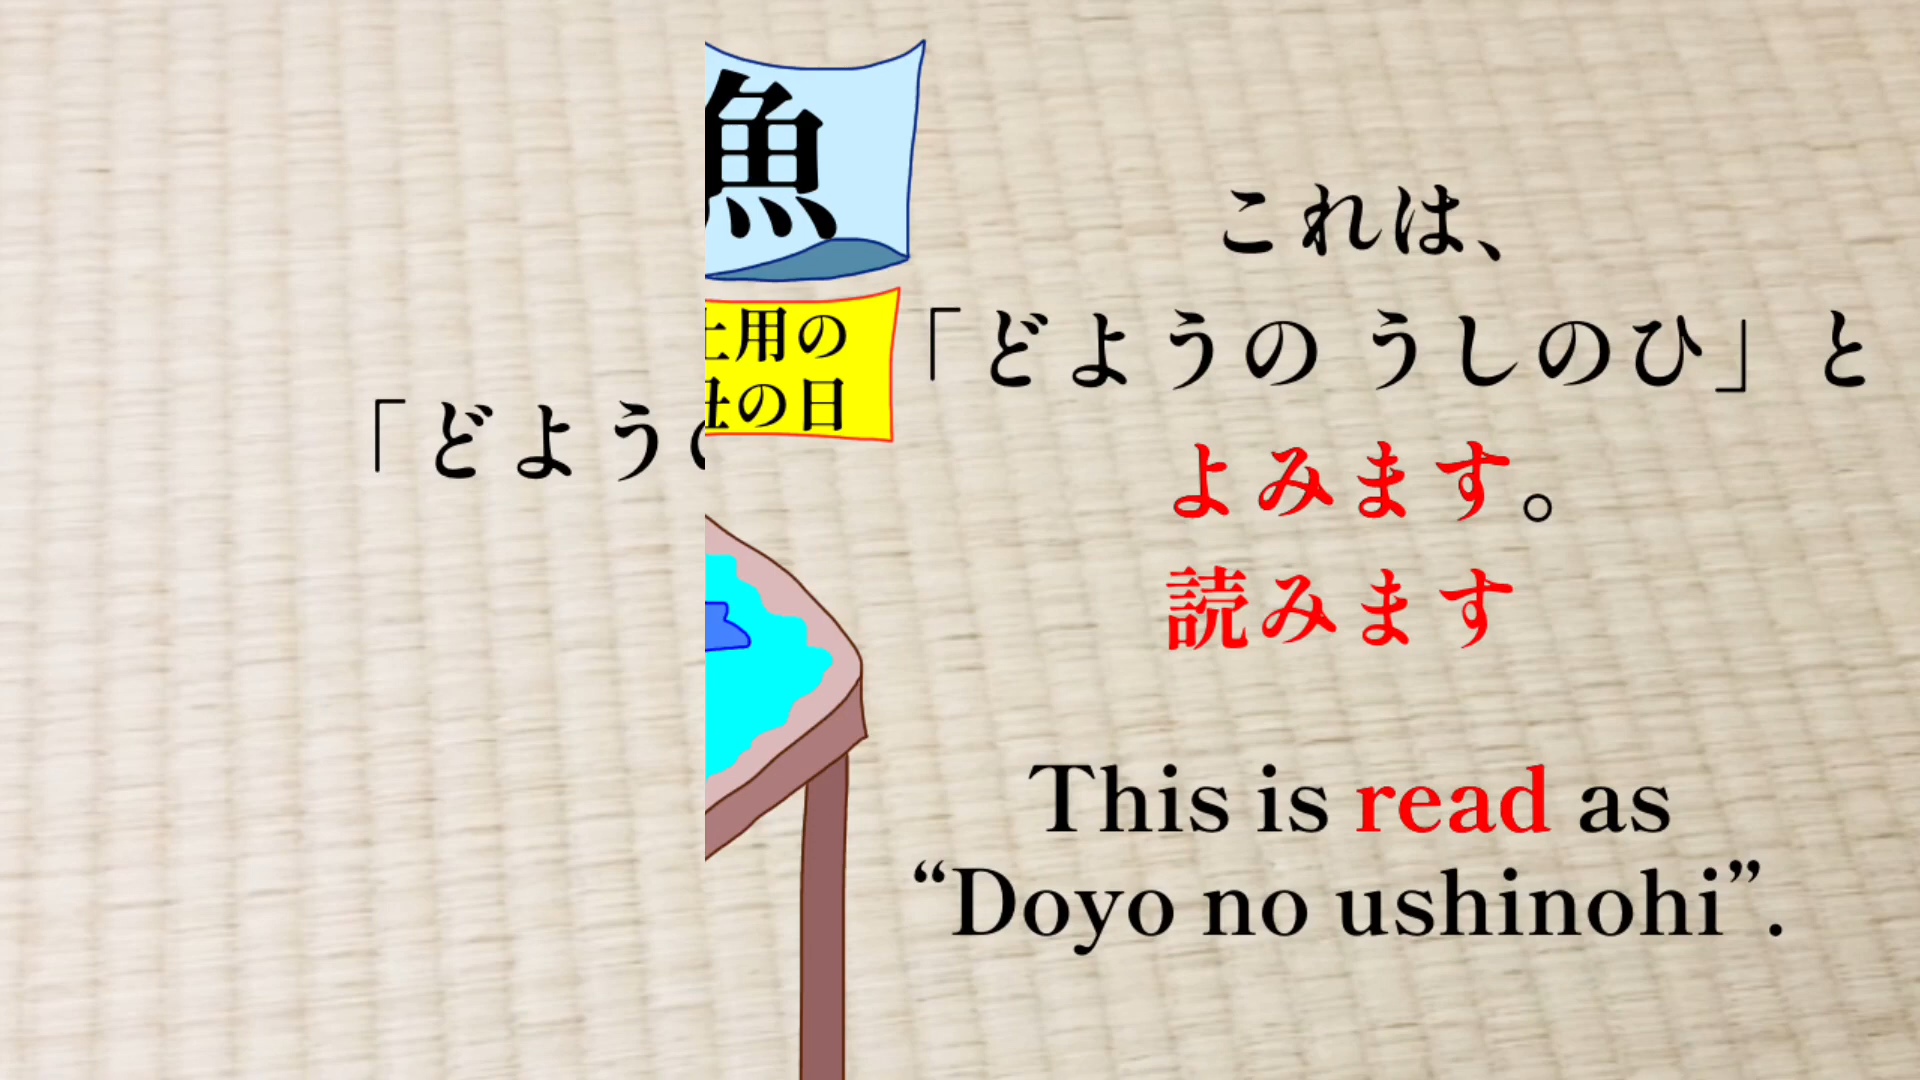 魚
土用の
丑の日
「どよう
これは、
「どようの うしのひ」と
よみます。
読みます
This is read as
“Doyo no ushinohi”.